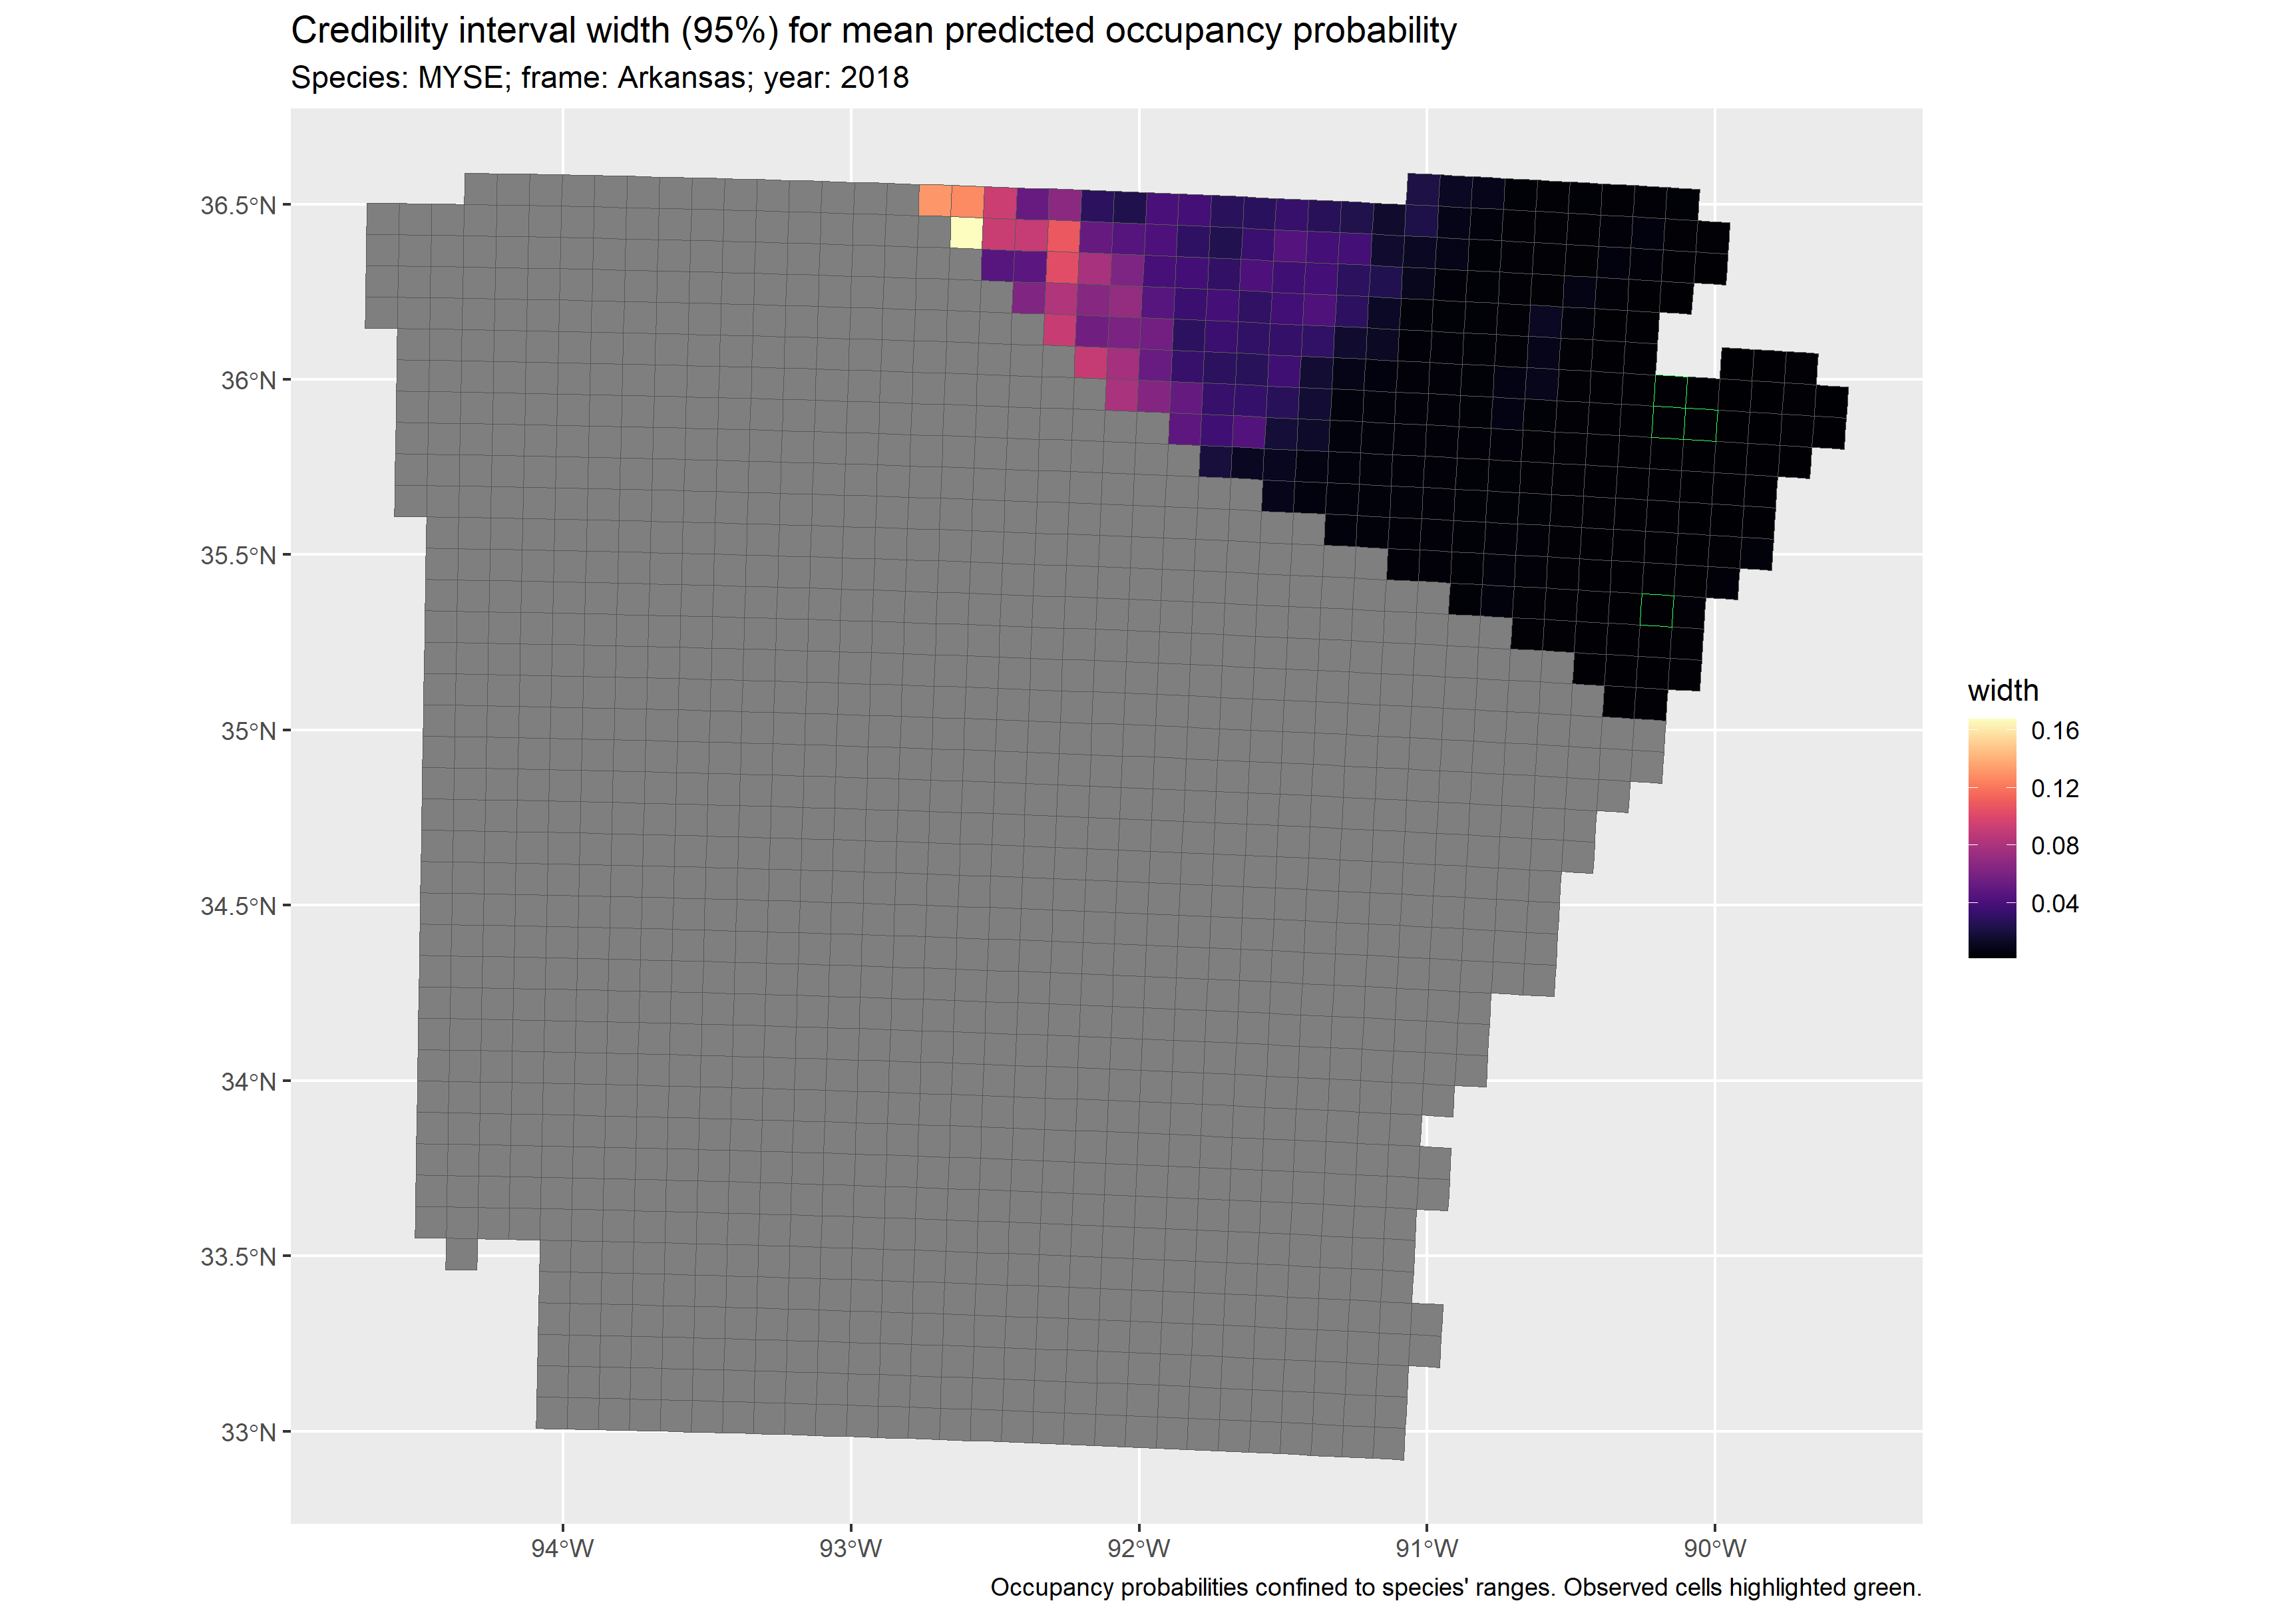 Credibility interval width (95%) for mean predicted occupancy probability
Species: MYSE; frame: Arkansas; year: 2018
36.5°N
36°N
35.5°N
35°N
34.5°N
34°N
33.5°N
33°N
94°W
93°W
92°W
91°W
90°W
width
0.16
0.12
0.08
0.04
Occupancy probabilities confined to species' ranges. Observed cells highlighted green.